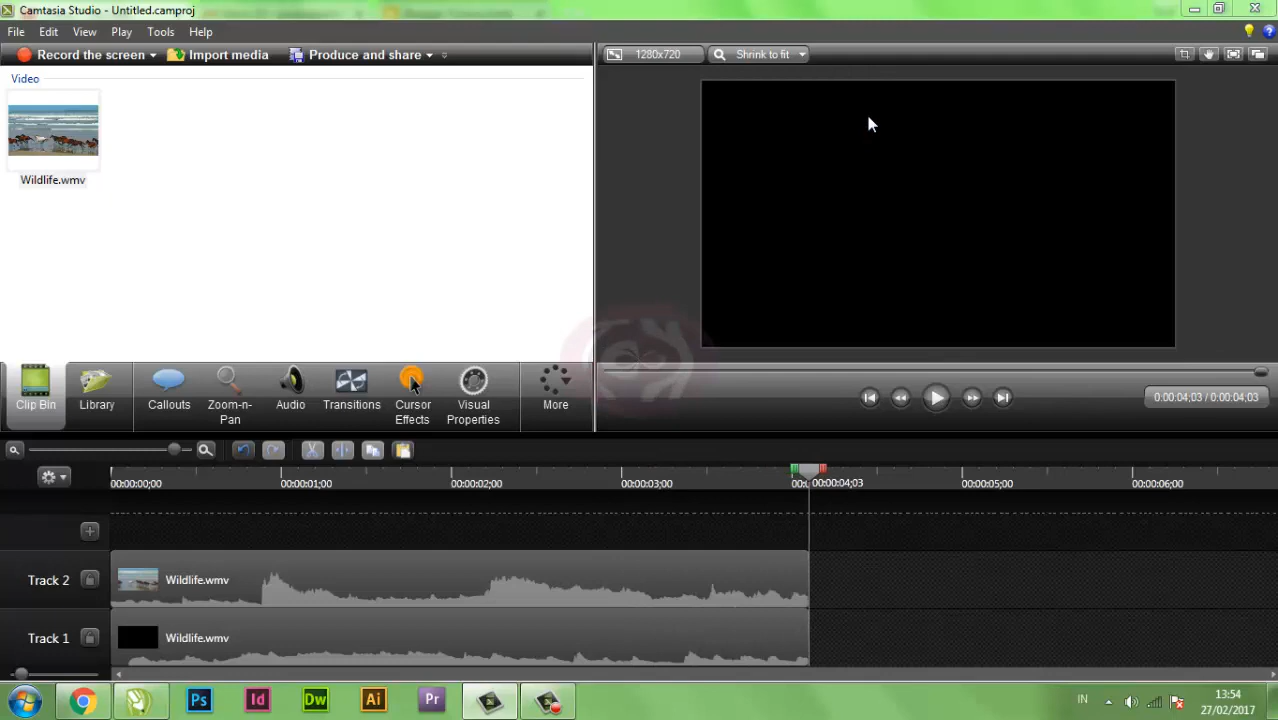 Camtasia Studio - Untitled.camproj
File Edit View Play Tools Help
Record the screen Import media Produce and share
1280x720 Shrink to fit
Video
Wildlife.wmv
Clip Bin Library Callouts Zoom-n-Pan Audio Transitions Cursor Effects Visual Properties More
0:00:04;03 / 0:00:04;03
00:00:00;00 00:00:01;00 00:00:02;00 00:00:03;00 00:00:04;03 00:00:05;00 00:00:06;00
Track 2 Wildlife.wmv
Track 1 Wildlife.wmv
Ps Id Dw Ai Pr
IN
13:54
27/02/2017